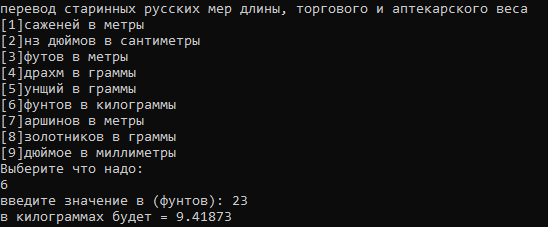 перевод старинных русских мер длины, торгового и аптекарского веса
[1]саженей в метры
[2]нз дюймов в сантиметры
[3]футов в метры
[4]драхм в граммы
[5]унщий в граммы
[6]фунтов в килограммы
[7]аршинов в метры
[8]золотников в граммы
[9]дюймое в миллиметры
Выберите что надо:
6
введите значение в (фунтов): 23
в килограммах будет = 9.41873